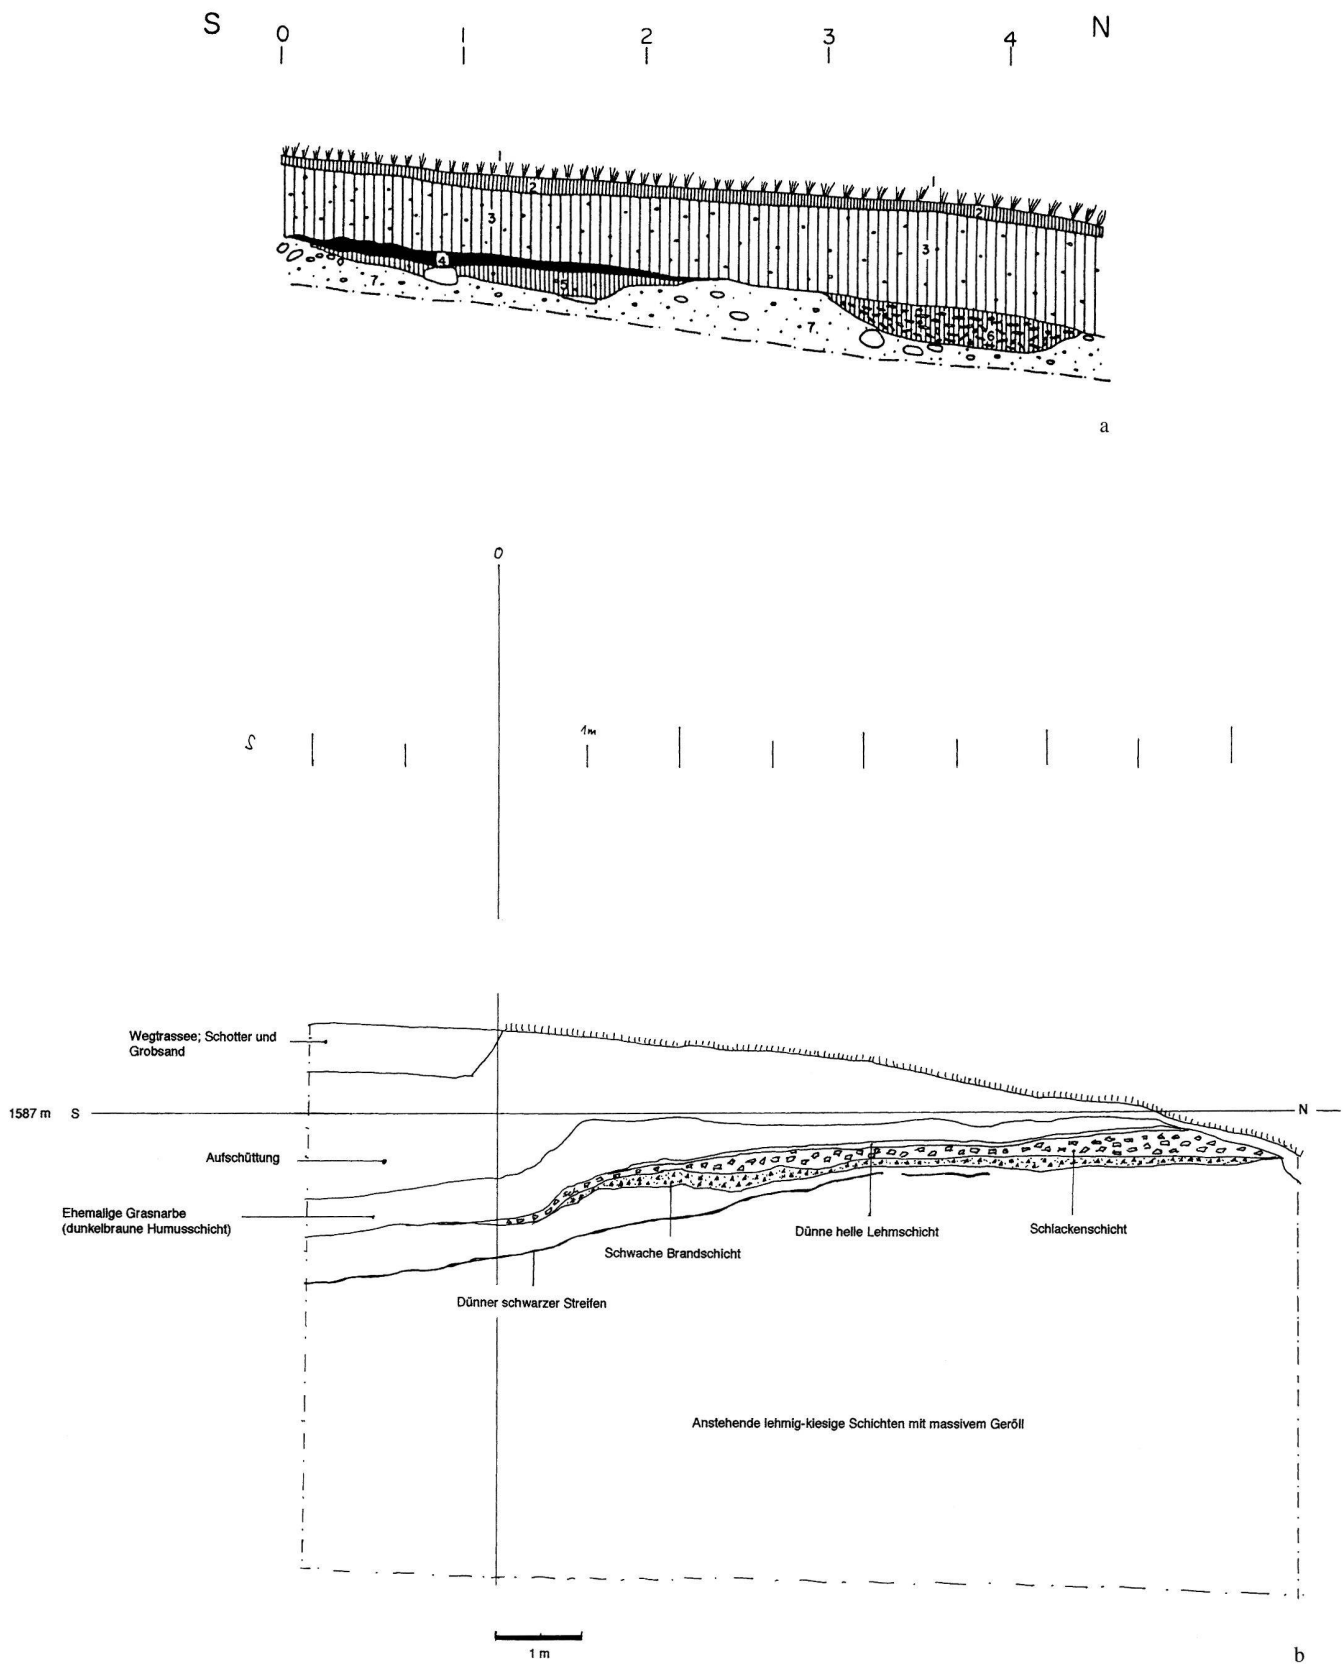 S 0 1 2 3 4 N
1 1
2 2
3 3
4
5
6
7 7
a
0
S 1m
Wegtrassee; Schotter und
Grobsand
1587 m S N
Aufschüttung
Ehemalige Grasnarbe
(dunkelbraune Humusschicht)
Dünne helle Lehmschicht
Schlackenschicht
Schwache Brandschicht
Dünner schwarzer Streifen
Anstehende lehmig-kiesige Schichten mit massivem Geröll
1 m
b